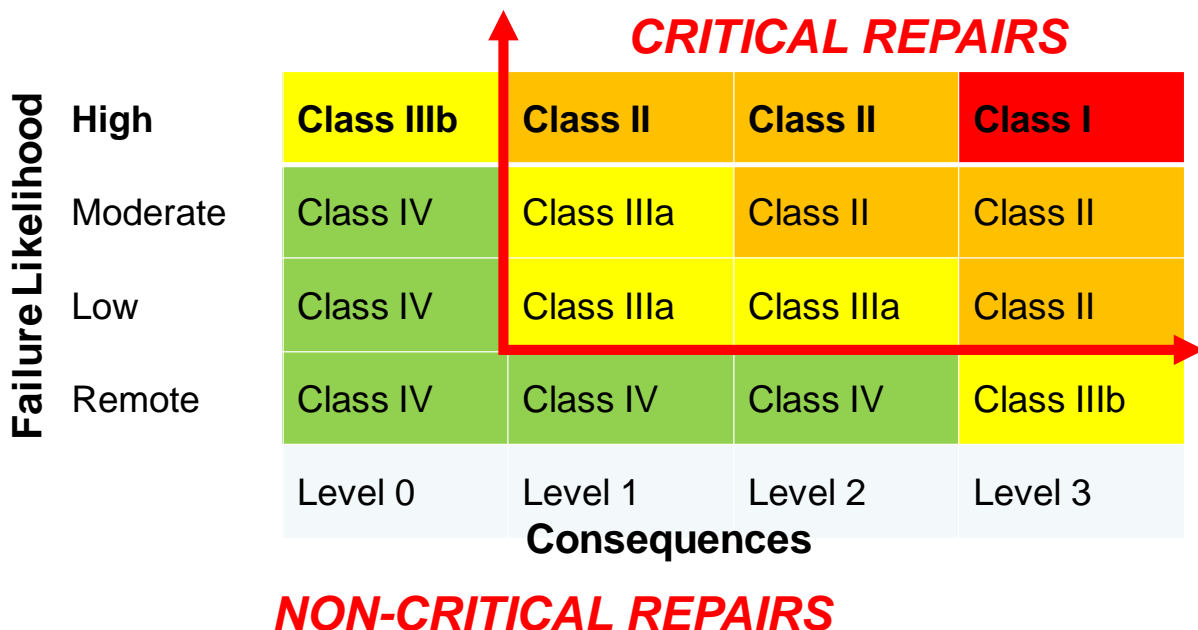 CRITICAL REPAIRS
Failure Likelihood
High Class IIIb Class II Class II Class I
Moderate Class IV Class IIIa Class II Class II
Low Class IV Class IIIa Class IIIa Class II
Remote Class IV Class IV Class IV Class IIIb
Level 0 Level 1 Level 2 Level 3
Consequences
NON-CRITICAL REPAIRS